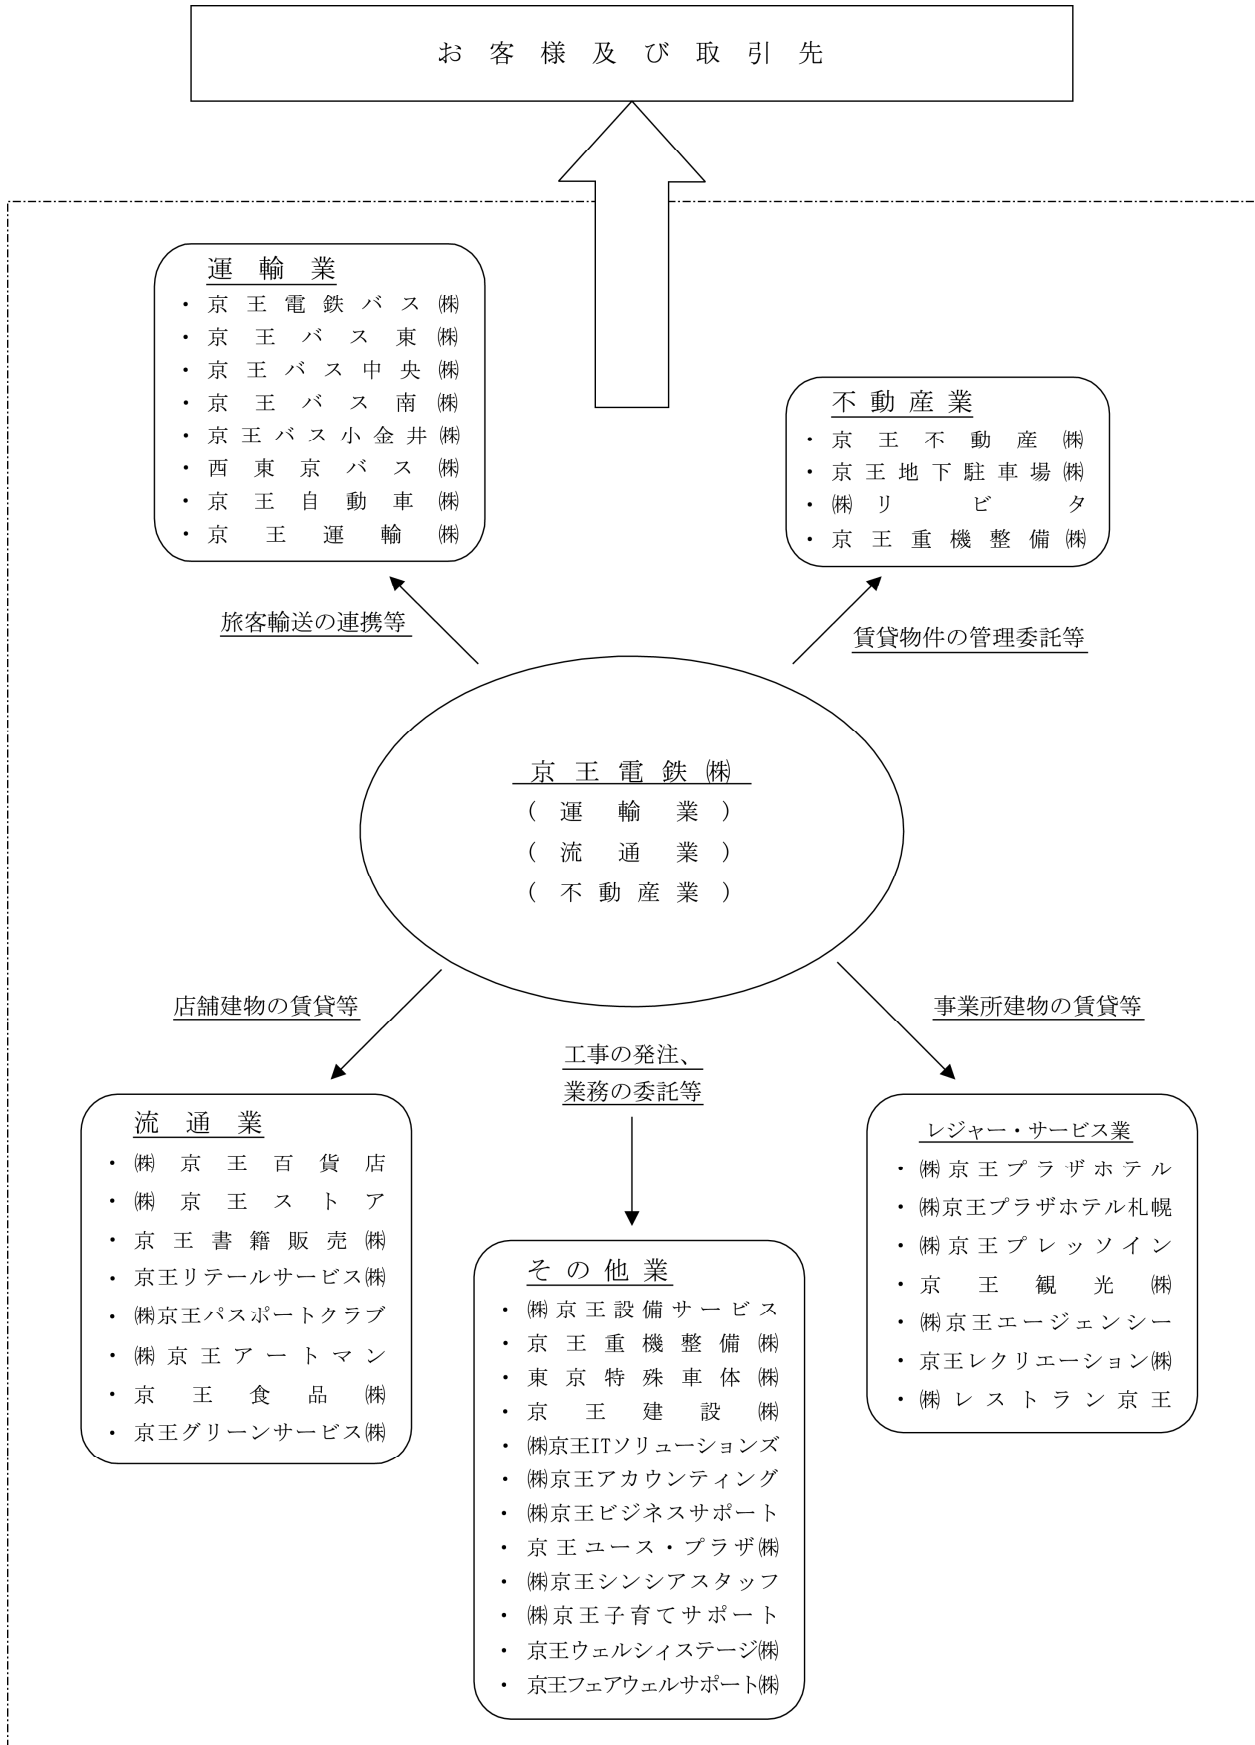 お客様及び取引先
運輸業
・京王電鉄バス㈱
・京王バス東㈱
・京王バス中央㈱
・京王バス南㈱
・京王バス小金井㈱
・西東京バス㈱
・京王自動車㈱
・京王運輸㈱
不動産業
・京王不動産㈱
・京王地下駐車場㈱
・㈱リビタ
・京王重機整備㈱
旅客輸送の連携等
賃貸物件の管理委託等
京王電鉄㈱
(運輸業)
(流通業)
(不動産業)
店舗建物の賃貸等
工事の発注、
業務の委託等
事業所建物の賃貸等
流通業
・㈱京王百貨店
・㈱京王ストア
・京王書籍販売㈱
・京王リテールサービス㈱
・㈱京王パスポートクラブ
・㈱京王アートマン
・京王食品㈱
・京王グリーンサービス㈱
その他業
・㈱京王設備サービス
・京王重機整備㈱
・東京特殊車体㈱
・京王建設㈱
・㈱京王ITソリューションズ
・㈱京王アカウンティング
・㈱京王ビジネスサポート
・京王ユース・プラザ㈱
・㈱京王シンシアスタッフ
・㈱京王子育てサポート
・京王ウェルシィステージ㈱
・京王フェアウェルサポート㈱
レジャー・サービス業
・㈱京王プラザホテル
・㈱京王プラザホテル札幌
・㈱京王プレッソイン
・京王観光㈱
・㈱京王エージェンシー
・京王レクリエーション㈱
・㈱レストラン京王